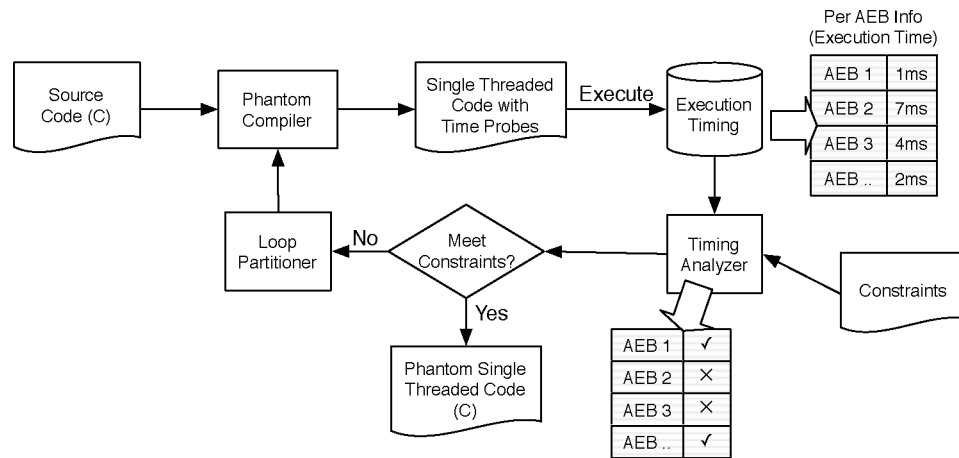 Per AEB Info
(Execution Time)
Source
Code (C)
Phantom
Compiler
Single Threaded
Code with
Time Probes
Execute
Execution
Timing
AEB 1 1ms
AEB 2 7ms
AEB 3 4ms
AEB .. 2ms
Loop
Partitioner
No
Meet
Constraints?
Yes
Timing
Analyzer
Constraints
Phantom Single
Threaded Code
(C)
AEB 1 ✓
AEB 2 ✕
AEB 3 ✕
AEB .. ✓